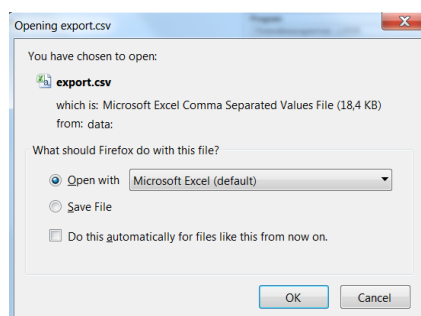 Opening export.csv
You have chosen to open:
export.csv
which is: Microsoft Excel Comma Separated Values File (18,4 KB)
from: data:
What should Firefox do with this file?
Open with Microsoft Excel (default)
Save File
Do this automatically for files like this from now on.
OK Cancel